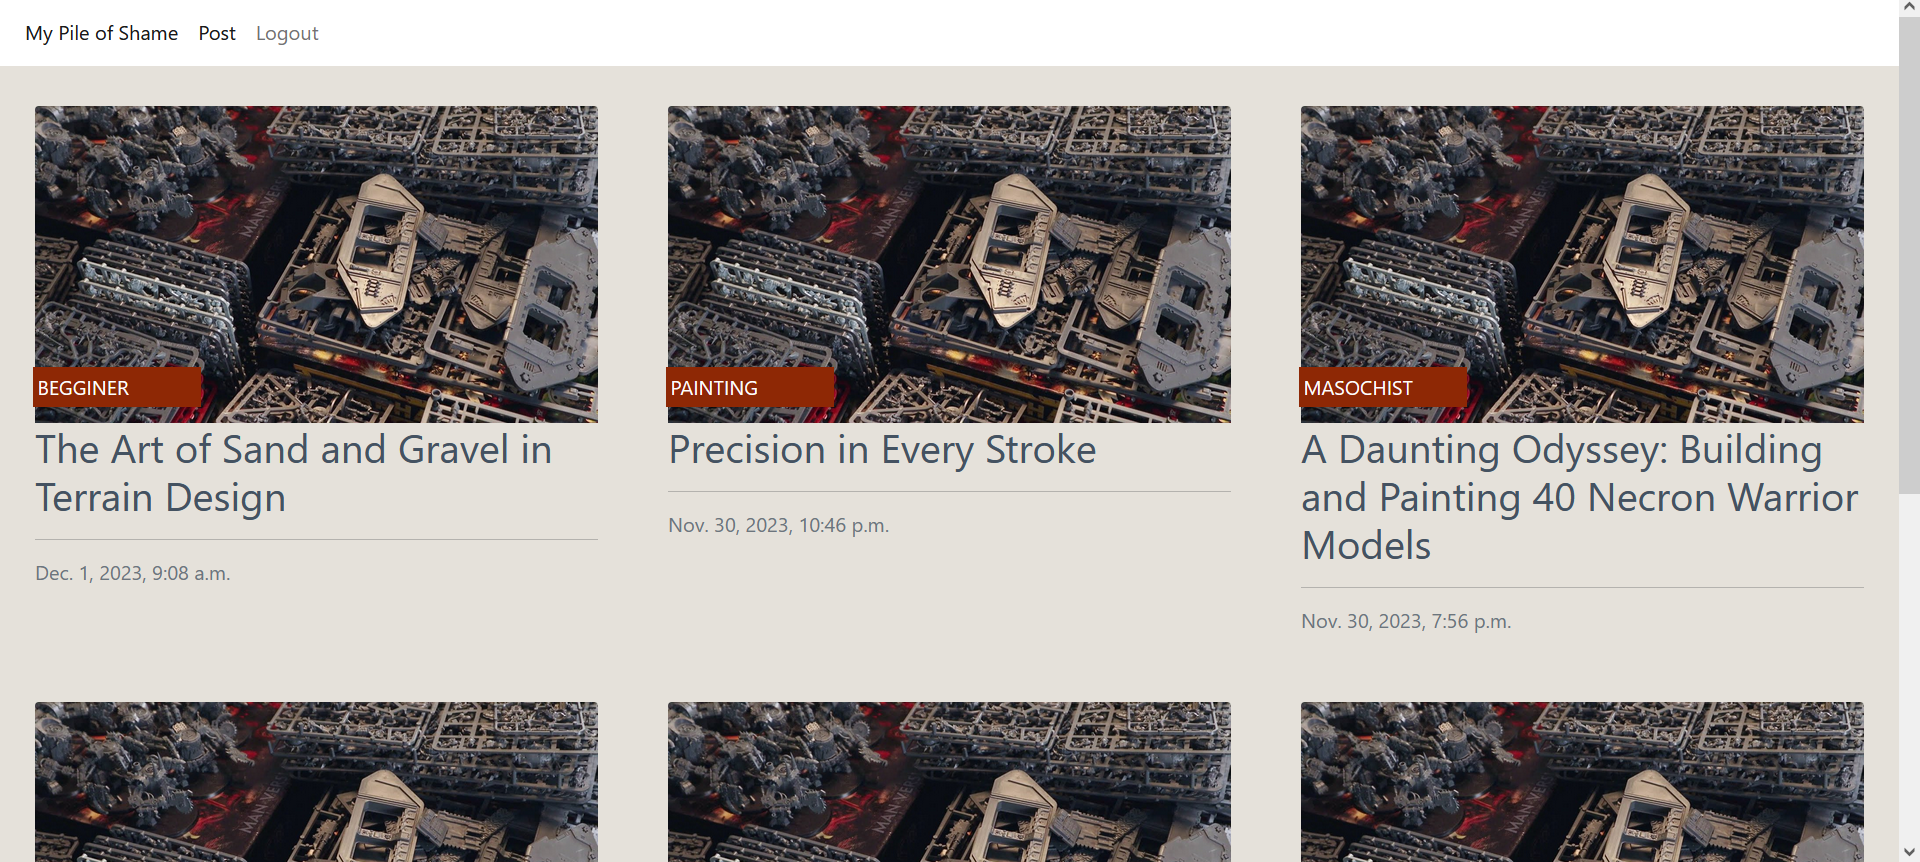 My Pile of Shame Post Logout
BEGGINER
The Art of Sand and Gravel in
Terrain Design
Dec. 1, 2023, 9:08 a.m.
PAINTING
Precision in Every Stroke
Nov. 30, 2023, 10:46 p.m.
MASOCHIST
A Daunting Odyssey: Building
and Painting 40 Necron Warrior
Models
Nov. 30, 2023, 7:56 p.m.